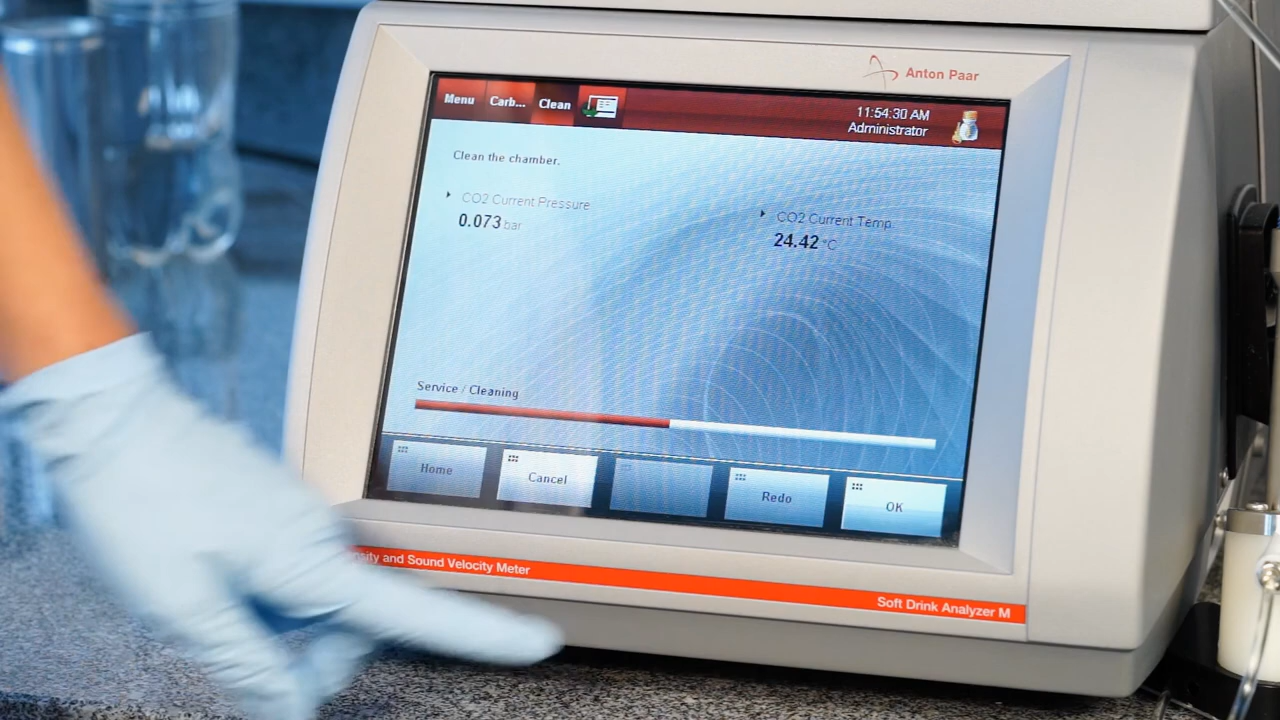 Anton Paar
Menu Carb... Clean
11:54:30 AM
Administrator
Clean the chamber.
CO2 Current Pressure
0.073 bar
CO2 Current Temp.
24.42 °C
Service / Cleaning
Home
Cancel
Redo
OK
and Sound Velocity Meter
Soft Drink Analyzer M